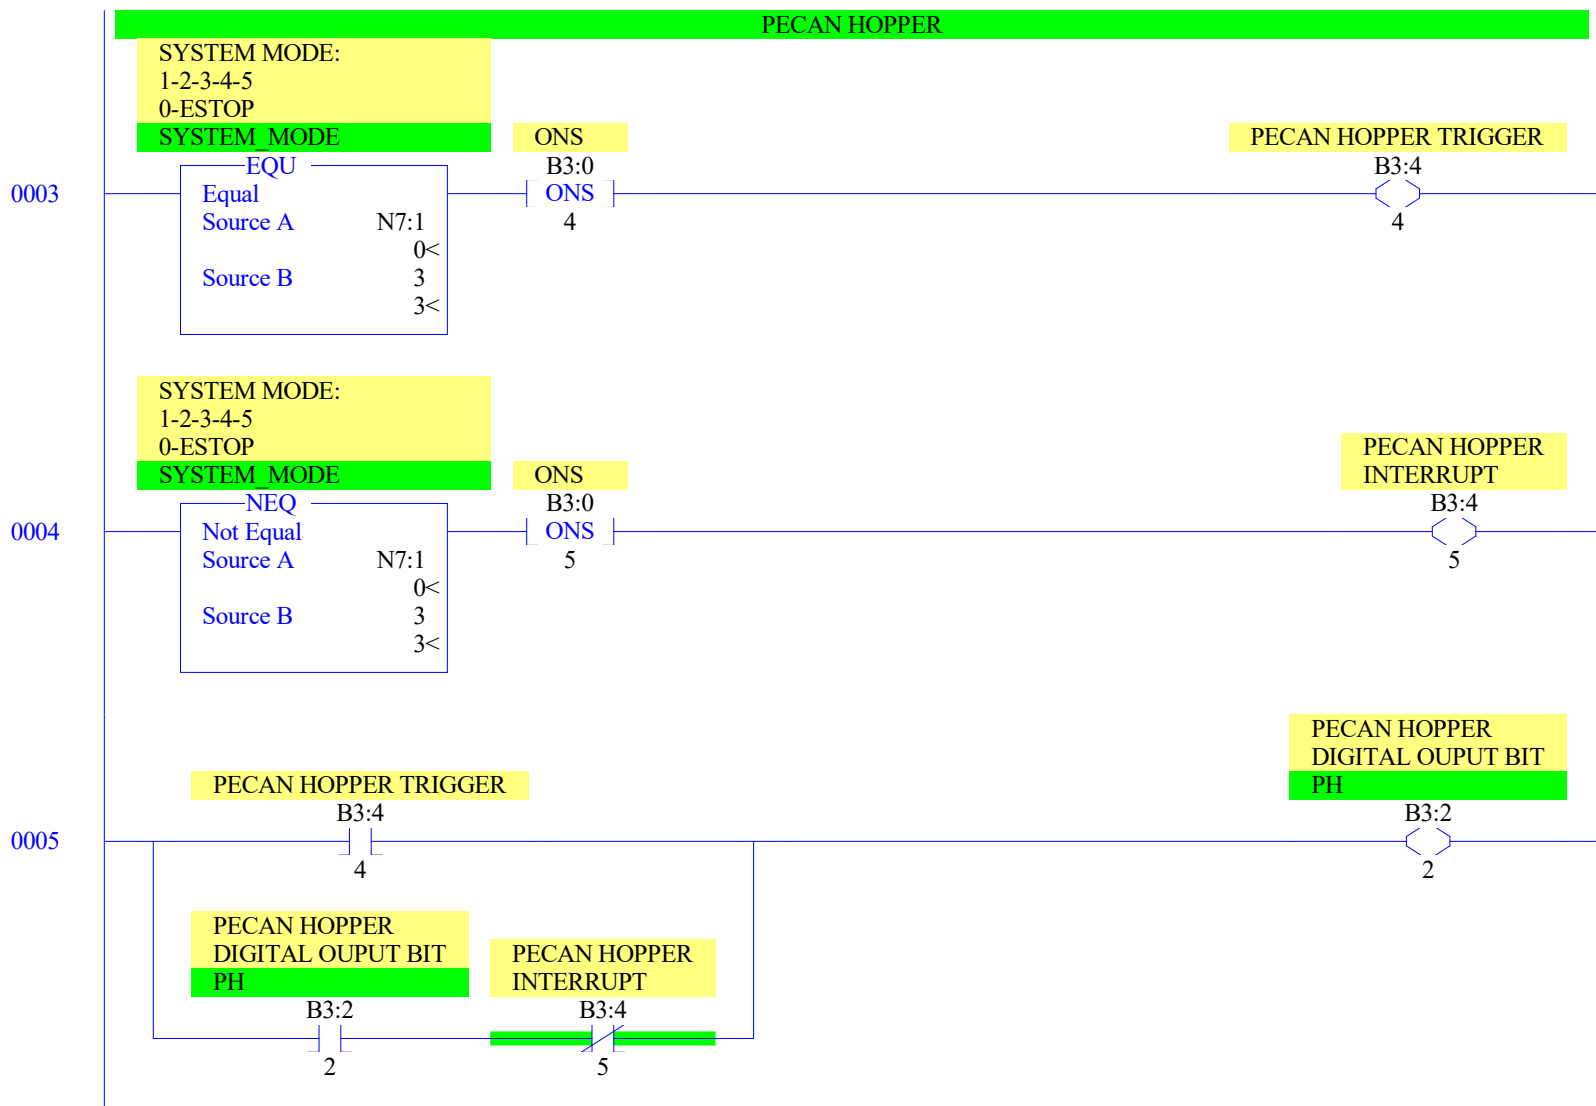 PECAN HOPPER
SYSTEM MODE:
1-2-3-4-5
0-ESTOP
SYSTEM_MODE
ONS
PECAN HOPPER TRIGGER
EQU
B3:0
B3:4
0003
Equal
ONS
Source A N7:1
4
4
0<
Source B 3
3<
SYSTEM MODE:
1-2-3-4-5
0-ESTOP
PECAN HOPPER
SYSTEM_MODE
ONS
INTERRUPT
NEQ
B3:0
B3:4
0004
Not Equal
ONS
Source A N7:1
5
5
0<
Source B 3
3<
PECAN HOPPER
DIGITAL OUPUT BIT
PECAN HOPPER TRIGGER
PH
B3:4
B3:2
0005
4
2
PECAN HOPPER
DIGITAL OUPUT BIT
PH
PECAN HOPPER
INTERRUPT
B3:2
B3:4
2
5